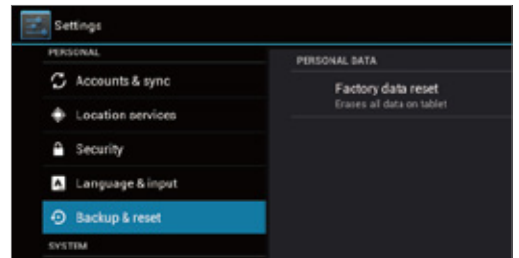 Settings
PERSONAL
Accounts & sync
Location services
Security
A Language & input
Backup & reset
SYSTEM
PERSONAL DATA
Factory data reset
Erases all data on tablet